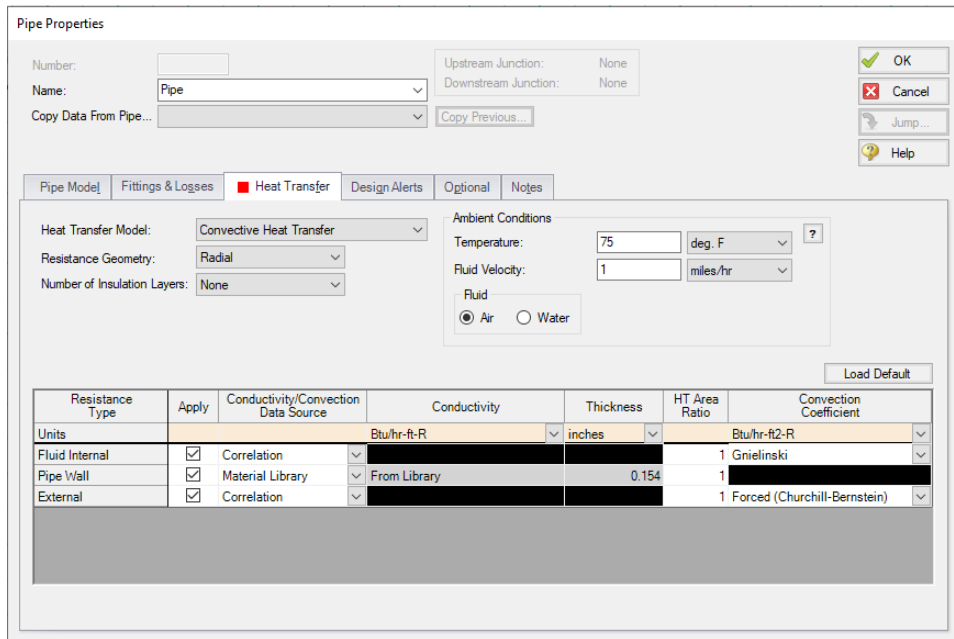 Pipe Properties
Number:
Name: Pipe
Copy Data From Pipe... Copy Previous...
Upstream Junction: None
Downstream Junction: None
OK
Cancel
Jump...
Help
Pipe Model Fittings & Losses Heat Transfer Design Alerts Optional Notes
Heat Transfer Model: Convective Heat Transfer
Resistance Geometry: Radial
Number of Insulation Layers: None
Ambient Conditions
Temperature: 75 deg. F ?
Fluid Velocity: 1 miles/hr
Fluid
Air Water
Load Default
Resistance Type Apply Conductivity/Convection Data Source Conductivity Thickness HT Area Ratio Convection Coefficient
Units Btu/hr-ft-R inches Btu/hr-ft2-R
Fluid Internal Correlation 1 Gnielinski
Pipe Wall Material Library From Library 0.154 1
External Correlation 1 Forced (Churchill-Bernstein)